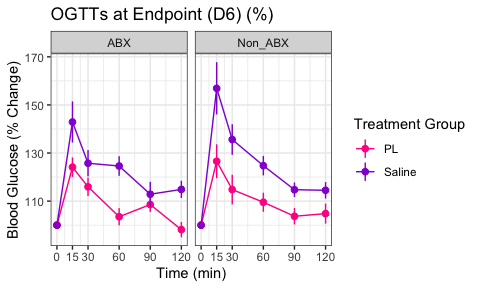 OGTTs at Endpoint (D6) (%)
ABX
Non_ABX
170
150
130
110
Blood Glucose (% Change)
0 15 30 60 90 120
0 15 30 60 90 120
Time (min)
Treatment Group
PL
Saline